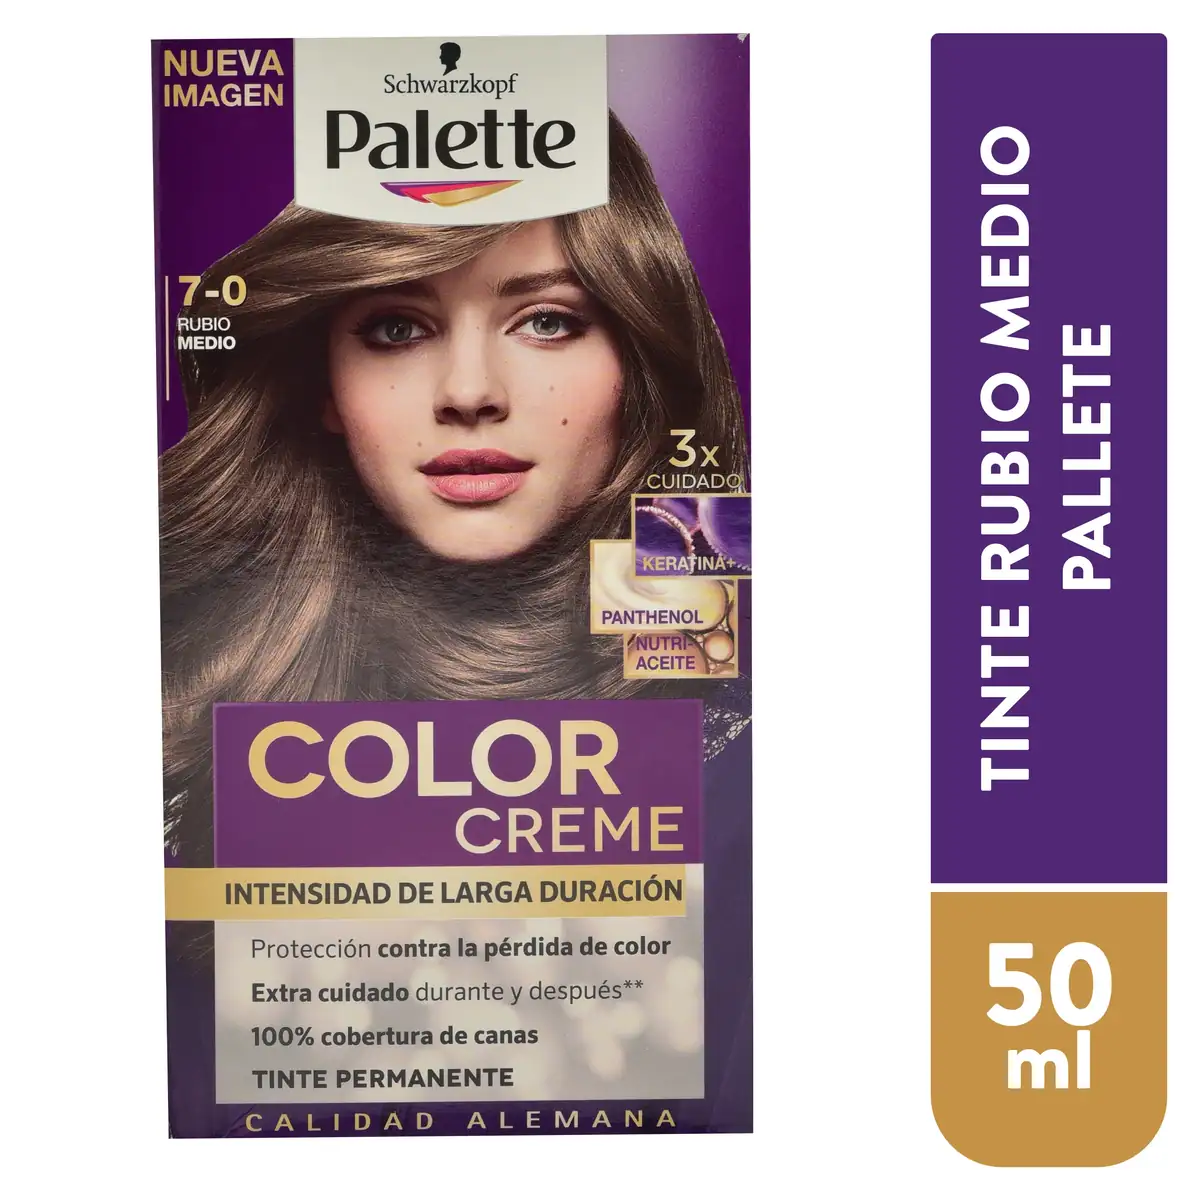 NUEVA
IMAGEN
Schwarzkopf
Palette
7-0
RUBIO
MEDIO
3x
CUIDADO
KERATINA+
PANTHENOL
NUTRI-
ACEITE
COLOR
CREME
INTENSIDAD DE LARGA DURACIÓN
Protección contra la pérdida de color
Extra cuidado durante y después**
100% cobertura de canas
TINTE PERMANENTE
CALIDAD ALEMANA
TINTE RUBIO MEDIO
PALLETE
50
ml